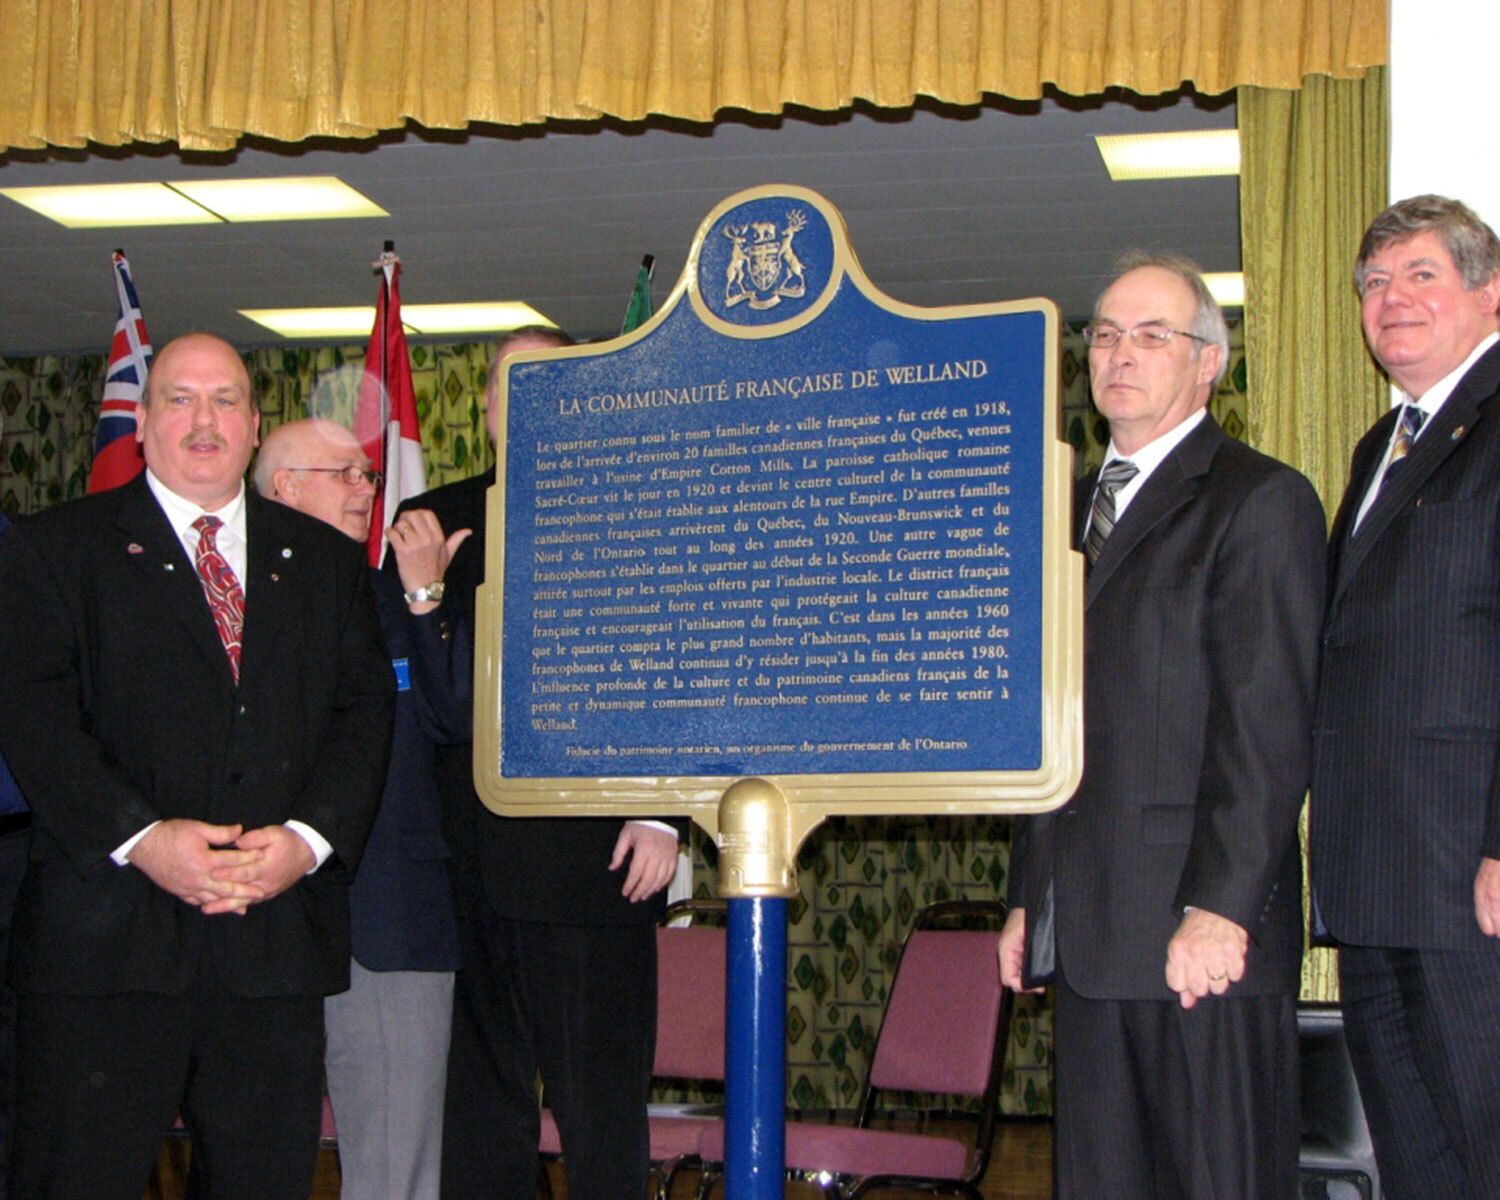 LA COMMUNAUTÉ FRANÇAISE DE WELLAND
Le quartier connu sous le nom familier de « ville française » fut créé en 1918,
lors de l'arrivée d'environ 20 familles canadiennes françaises du Québec, venues
travailler à l'usine d'Empire Cotton Mills. La paroisse catholique romaine
Sacré-Cœur vit le jour en 1920 et devint le centre culturel de la communauté
francophone qui s'était établie aux alentours de la rue Empire. D'autres familles
canadiennes françaises arrivèrent du Québec, du Nouveau-Brunswick et du
Nord de l'Ontario tout au long des années 1920. Une autre vague de
francophones s'établit dans le quartier au début de la Seconde Guerre mondiale,
attirée surtout par les emplois offerts par l'industrie locale. Le district français
était une communauté forte et vivante qui protégeait la culture canadienne
française et encourageait l'utilisation du français. C'est dans les années 1960
que le quartier compta le plus grand nombre d'habitants, mais la majorité des
francophones de Welland continua d'y résider jusqu'à la fin des années 1980.
L'influence profonde de la culture et du patrimoine canadiens français de la
petite et dynamique communauté francophone continue de se faire sentir à
Welland.
Fiducie du patrimoine ontarien, un organisme du gouvernement de l'Ontario